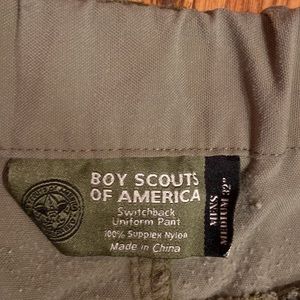 BOY SCOUTS
OF AMERICA
Switchback
Uniform Pant
100% Supplex Nylon
Made in China
MENS
MEDIUM 32"